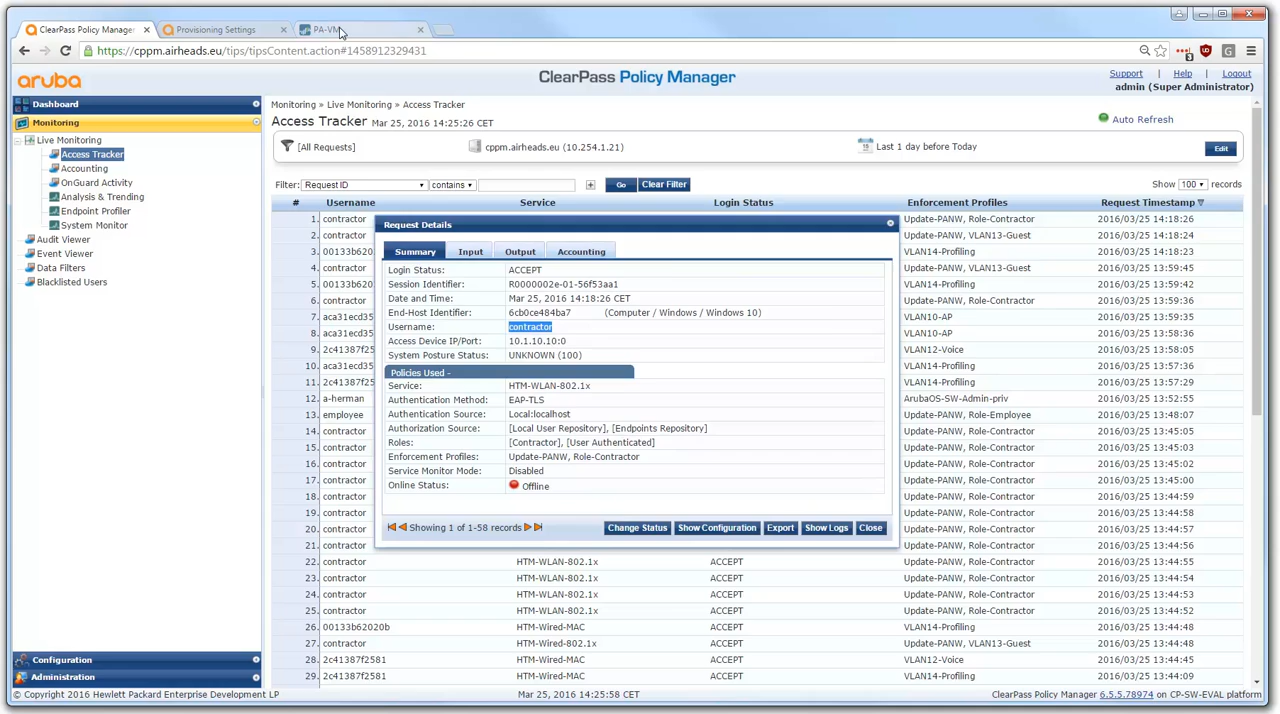 ClearPass Policy Manager
Provisioning Settings
PA-VM
https://cppm.airheads.eu/tips/tipsContent.action#1458912329431
aruba
ClearPass Policy Manager
Support | Help | Logout
admin (Super Administrator)
Dashboard
Monitoring
Live Monitoring
Access Tracker
Accounting
OnGuard Activity
Analysis & Trending
Endpoint Profiler
System Monitor
Audit Viewer
Event Viewer
Data Filters
Blacklisted Users
Configuration
Administration
Monitoring » Live Monitoring » Access Tracker
Access Tracker Mar 25, 2016 14:25:26 CET
Auto Refresh
[All Requests] cppm.airheads.eu (10.254.1.21) Last 1 day before Today Edit
Filter: Request ID contains Go Clear Filter Show 100 records
# Username Service Login Status Enforcement Profiles Request Timestamp
1. contractor Update-PANW, Role-Contractor 2016/03/25 14:18:26
2. contractor Update-PANW, VLAN13-Guest 2016/03/25 14:18:24
3. 00133b6202 VLAN14-Profiling 2016/03/25 14:18:23
4. contractor Update-PANW, VLAN13-Guest 2016/03/25 13:59:45
5. 00133b6202 VLAN14-Profiling 2016/03/25 13:59:42
6. contractor Update-PANW, Role-Contractor 2016/03/25 13:59:36
7. aca31ecd35 VLAN10-AP 2016/03/25 13:58:38
8. aca31ecd35 VLAN10-AP 2016/03/25 13:58:36
9. 2c41387f25 VLAN12-Voice 2016/03/25 13:58:05
10. aca31ecd35 VLAN14-Profiling 2016/03/25 13:57:36
11. 2c41387f25 VLAN14-Profiling 2016/03/25 13:57:29
12. a-herman ArubaOS-SW-Admin-priv 2016/03/25 13:52:55
13. employee Update-PANW, Role-Employee 2016/03/25 13:48:07
14. contractor Update-PANW, Role-Contractor 2016/03/25 13:45:03
15. contractor Update-PANW, Role-Contractor 2016/03/25 13:45:03
16. contractor Update-PANW, Role-Contractor 2016/03/25 13:45:02
17. contractor Update-PANW, Role-Contractor 2016/03/25 13:45:00
18. contractor Update-PANW, Role-Contractor 2016/03/25 13:44:59
19. contractor Update-PANW, Role-Contractor 2016/03/25 13:44:58
20. contractor Update-PANW, Role-Contractor 2016/03/25 13:44:57
21. contractor Update-PANW, Role-Contractor 2016/03/25 13:44:56
22. contractor HTM-WLAN-802.1x ACCEPT Update-PANW, Role-Contractor 2016/03/25 13:44:55
23. contractor HTM-WLAN-802.1x ACCEPT Update-PANW, Role-Contractor 2016/03/25 13:44:54
24. contractor HTM-WLAN-802.1x ACCEPT Update-PANW, Role-Contractor 2016/03/25 13:44:53
25. contractor HTM-WLAN-802.1x ACCEPT Update-PANW, Role-Contractor 2016/03/25 13:44:52
26. 00133b62020b HTM-Wired-MAC ACCEPT VLAN14-Profiling 2016/03/25 13:44:48
27. contractor HTM-Wired-802.1x ACCEPT Update-PANW, VLAN13-Guest 2016/03/25 13:44:48
28. 2c41387f2581 HTM-Wired-MAC ACCEPT VLAN12-Voice 2016/03/25 13:44:45
29. 2c41387f2581 HTM-Wired-MAC ACCEPT VLAN14-Profiling 2016/03/25 13:44:09
Request Details
Summary Input Output Accounting
Login Status: ACCEPT
Session Identifier: R0000002e-01-56f53aa1
Date and Time: Mar 25, 2016 14:18:26 CET
End-Host Identifier: 6cb0ce484ba7 (Computer / Windows / Windows 10)
Username: contractor
Access Device IP/Port: 10.1.10.10:0
System Posture Status: UNKNOWN (100)
Policies Used -
Service: HTM-WLAN-802.1x
Authentication Method: EAP-TLS
Authentication Source: Local:localhost
Authorization Source: [Local User Repository], [Endpoints Repository]
Roles: [Contractor], [User Authenticated]
Enforcement Profiles: Update-PANW, Role-Contractor
Service Monitor Mode: Disabled
Online Status: Offline
Showing 1 of 1-58 records Change Status Show Configuration Export Show Logs Close
© Copyright 2016 Hewlett Packard Enterprise Development LP Mar 25, 2016 14:25:58 CET ClearPass Policy Manager 6.5.5.78974 on CP-SW-EVAL platform